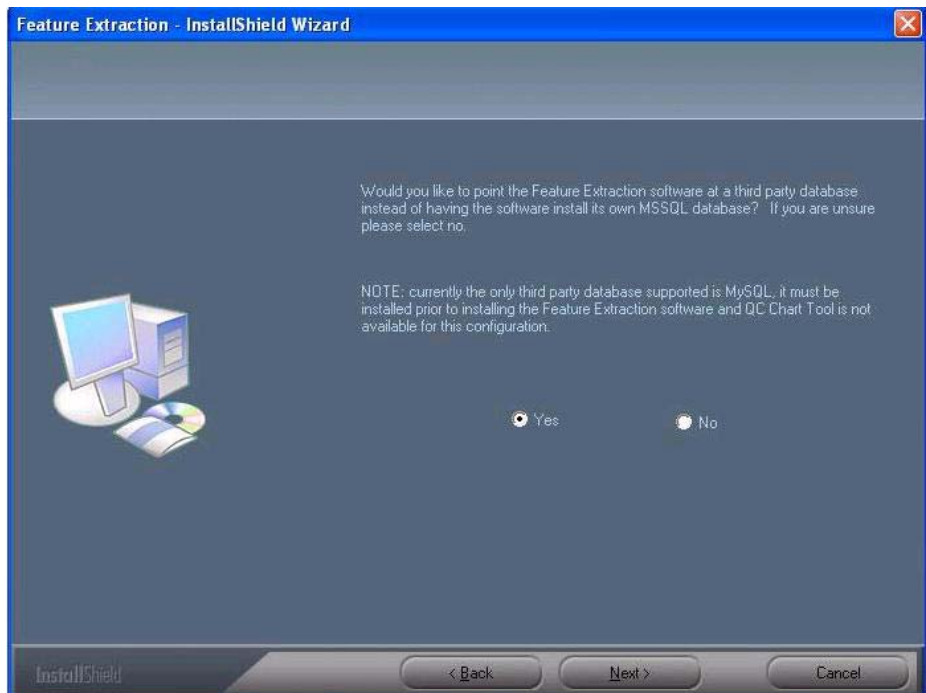 Feature Extraction - InstallShield Wizard
Would you like to point the Feature Extraction software at a third party database
instead of having the software install its own MSSQL database? If you are unsure
please select no.
NOTE: currently the only third party database supported is MySQL, it must be
installed prior to installing the Feature Extraction software and QC Chart Tool is not
available for this configuration.
Yes
No
InstallShield
< Back
Next >
Cancel